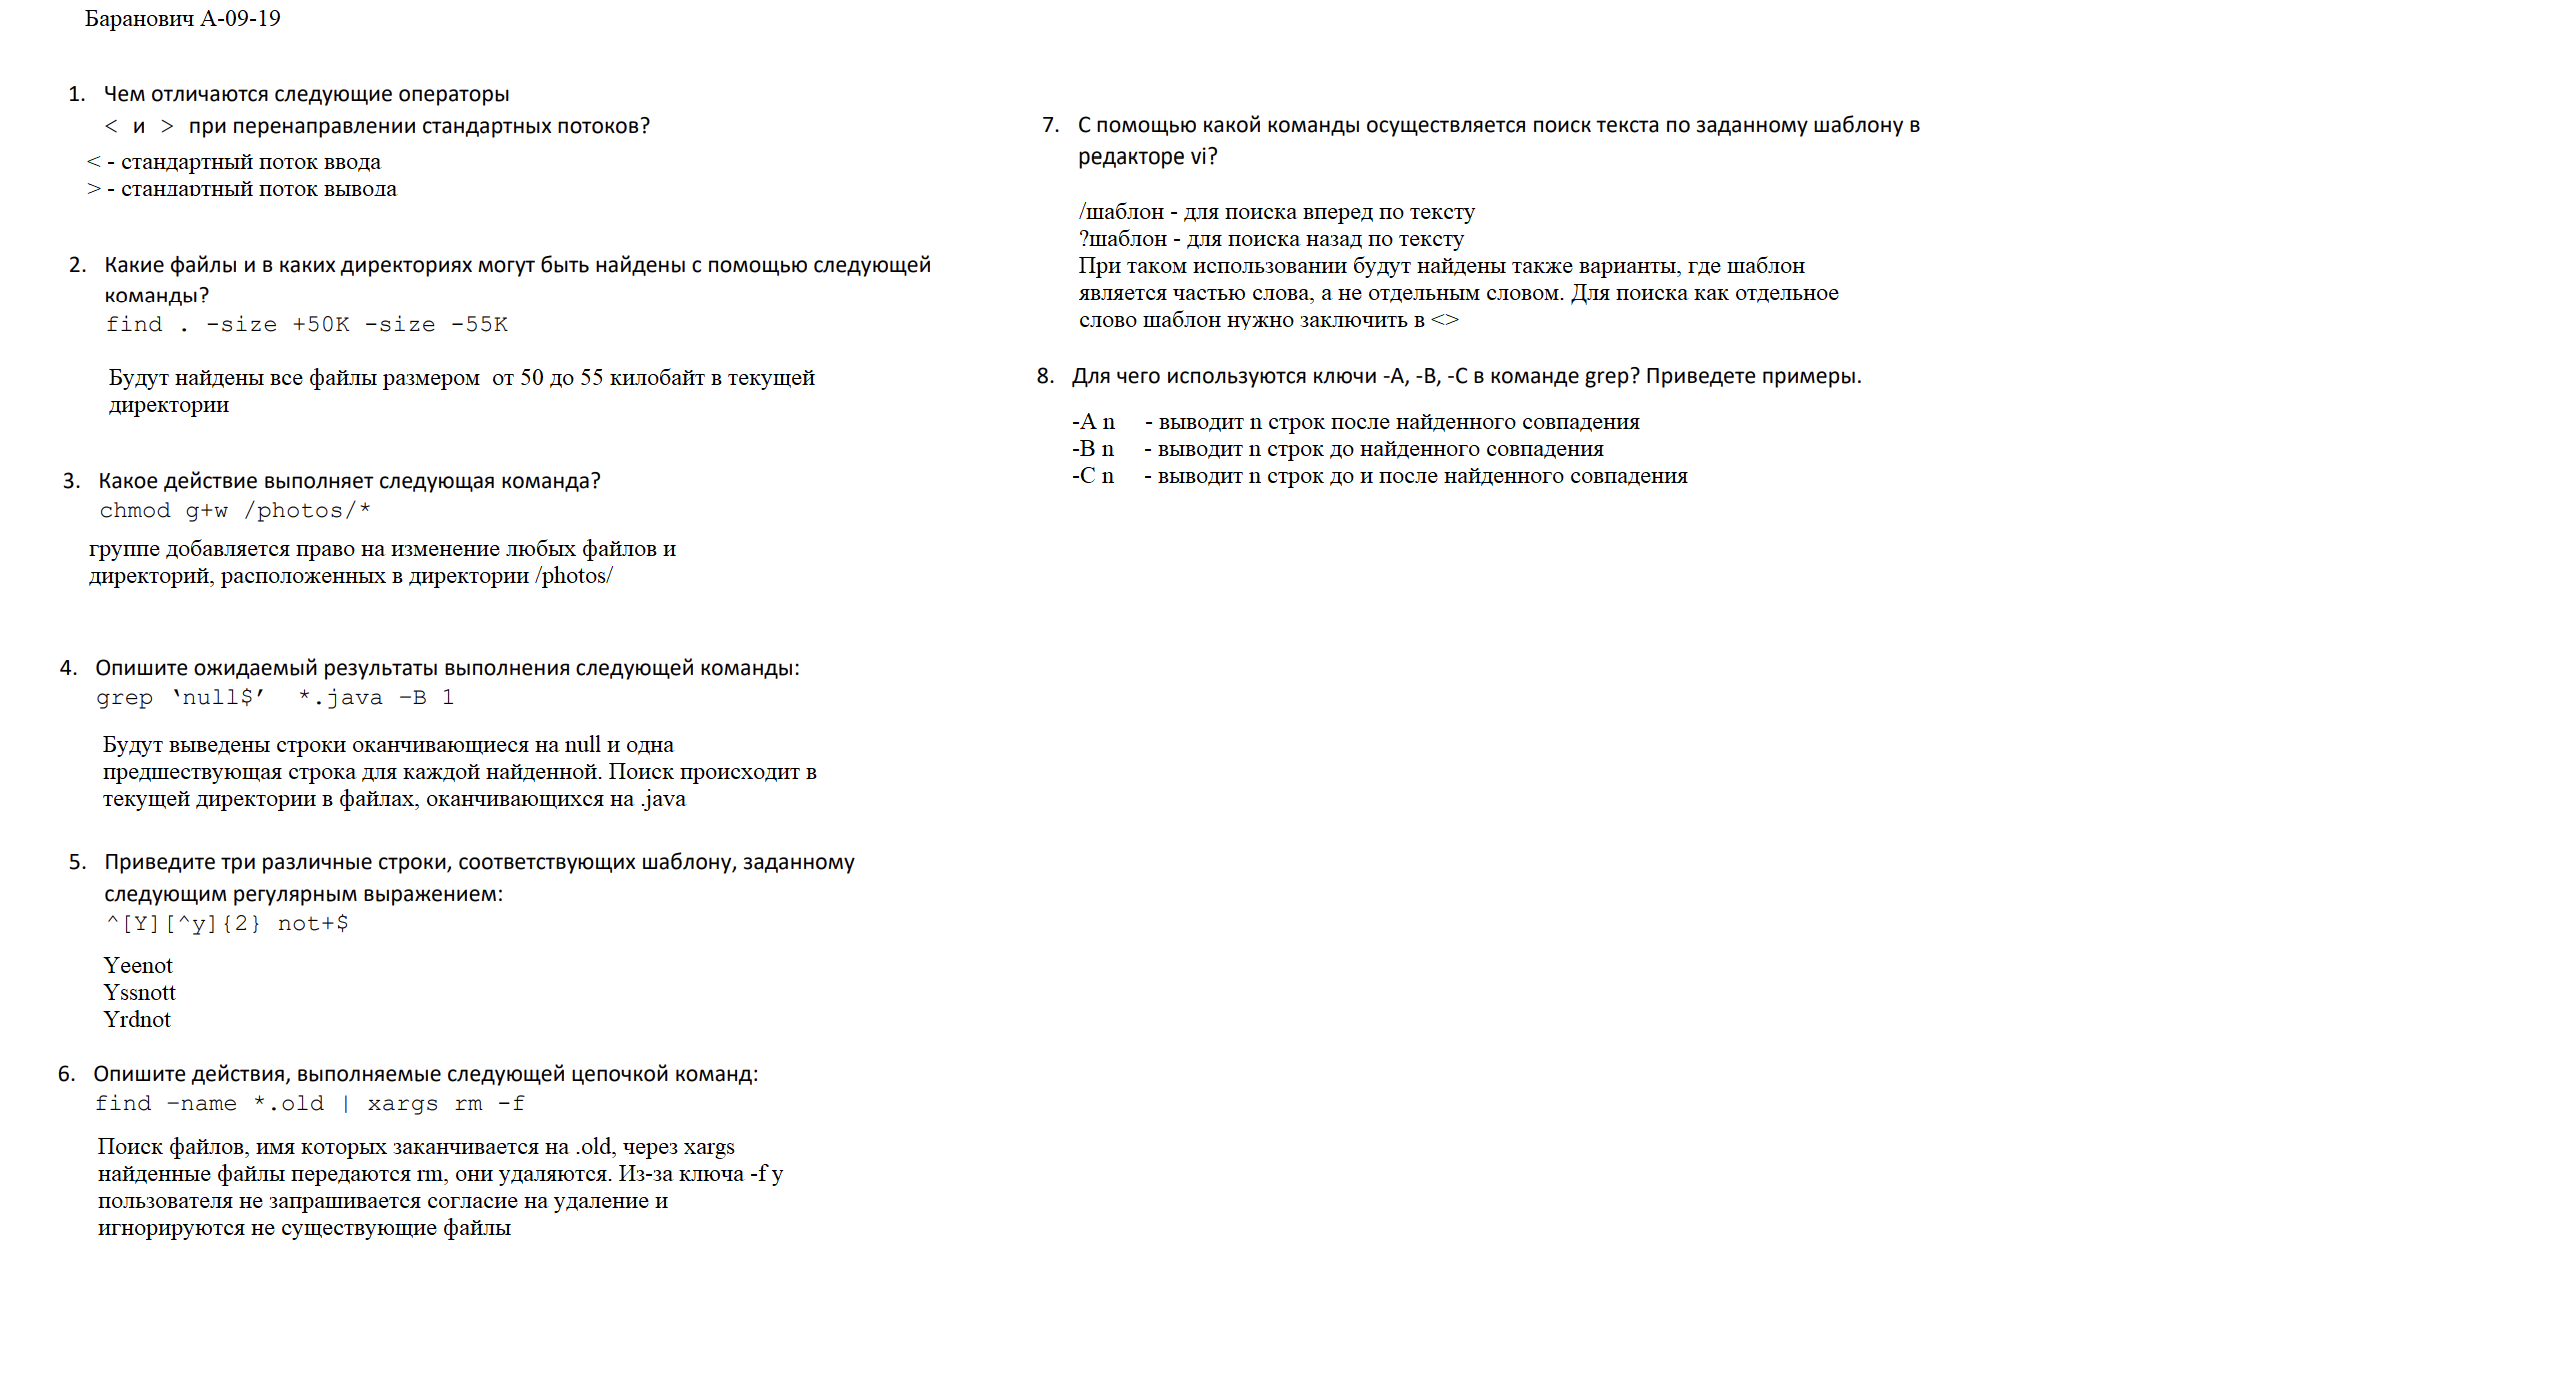 Баранович А-09-19
1. Чем отличаются следующие операторы
< и > при перенаправлении стандартных потоков?
< - стандартный поток ввода
> - стандартный поток вывода
2. Какие файлы и в каких директориях могут быть найдены с помощью следующей
команды?
find . -size +50K -size -55K
Будут найдены все файлы размером от 50 до 55 килобайт в текущей
директории
3. Какое действие выполняет следующая команда?
chmod g+w /photos/*
группе добавляется право на изменение любых файлов и
директорий, расположенных в директории /photos/
4. Опишите ожидаемый результаты выполнения следующей команды:
grep ‛null$’ *.java –B 1
Будут выведены строки оканчивающиеся на null и одна
предшествующая строка для каждой найденной. Поиск происходит в
текущей директории в файлах, оканчивающихся на .java
5. Приведите три различные строки, соответствующих шаблону, заданному
следующим регулярным выражением:
^[Y][^y]{2} not+$
Yeenot
Yssnott
Yrdnot
6. Опишите действия, выполняемые следующей цепочкой команд:
find –name *.old | xargs rm -f
Поиск файлов, имя которых заканчивается на .old, через xargs
найденные файлы передаются rm, они удаляются. Из-за ключа -f у
пользователя не запрашивается согласие на удаление и
игнорируются не существующие файлы
7. С помощью какой команды осуществляется поиск текста по заданному шаблону в
редакторе vi?
/шаблон - для поиска вперед по тексту
?шаблон - для поиска назад по тексту
При таком использовании будут найдены также варианты, где шаблон
является частью слова, а не отдельным словом. Для поиска как отдельное
слово шаблон нужно заключить в <>
8. Для чего используются ключи -A, -B, -C в команде grep? Приведете примеры.
-A n - выводит n строк после найденного совпадения
-B n - выводит n строк до найденного совпадения
-C n - выводит n строк до и после найденного совпадения